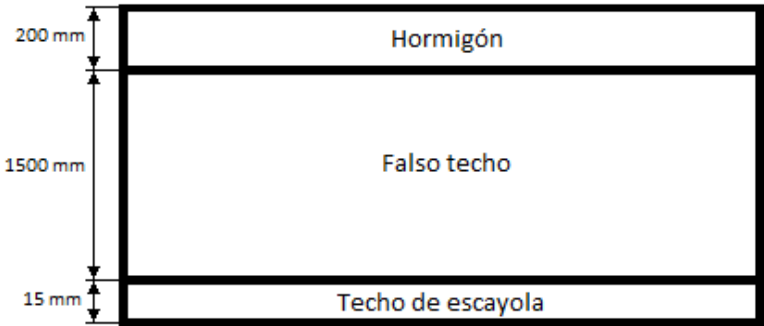 200 mm
Hormigón
1500 mm
Falso techo
15 mm
Techo de escayola